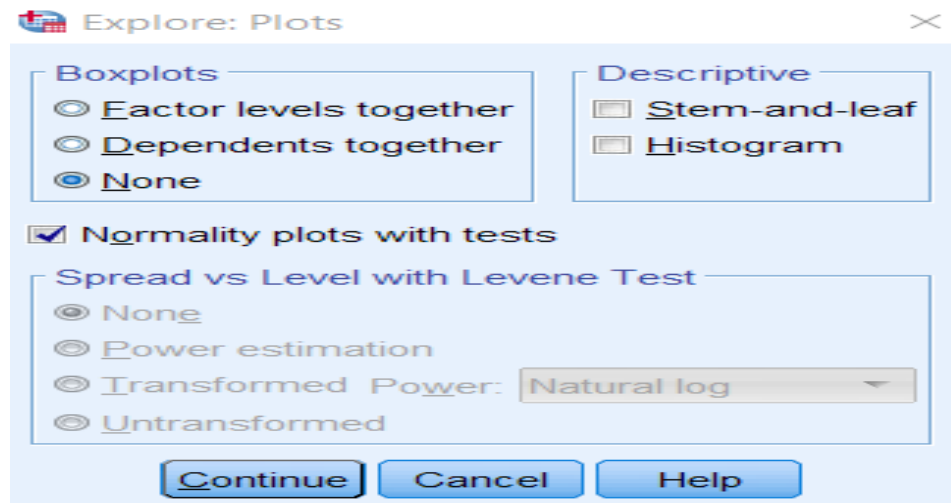 Explore: Plots
Boxplots
Factor levels together
Dependents together
None
Descriptive
Stem-and-leaf
Histogram
Normality plots with tests
Spread vs Level with Levene Test
None
Power estimation
Transformed Power: Natural log
Untransformed
Continue Cancel Help